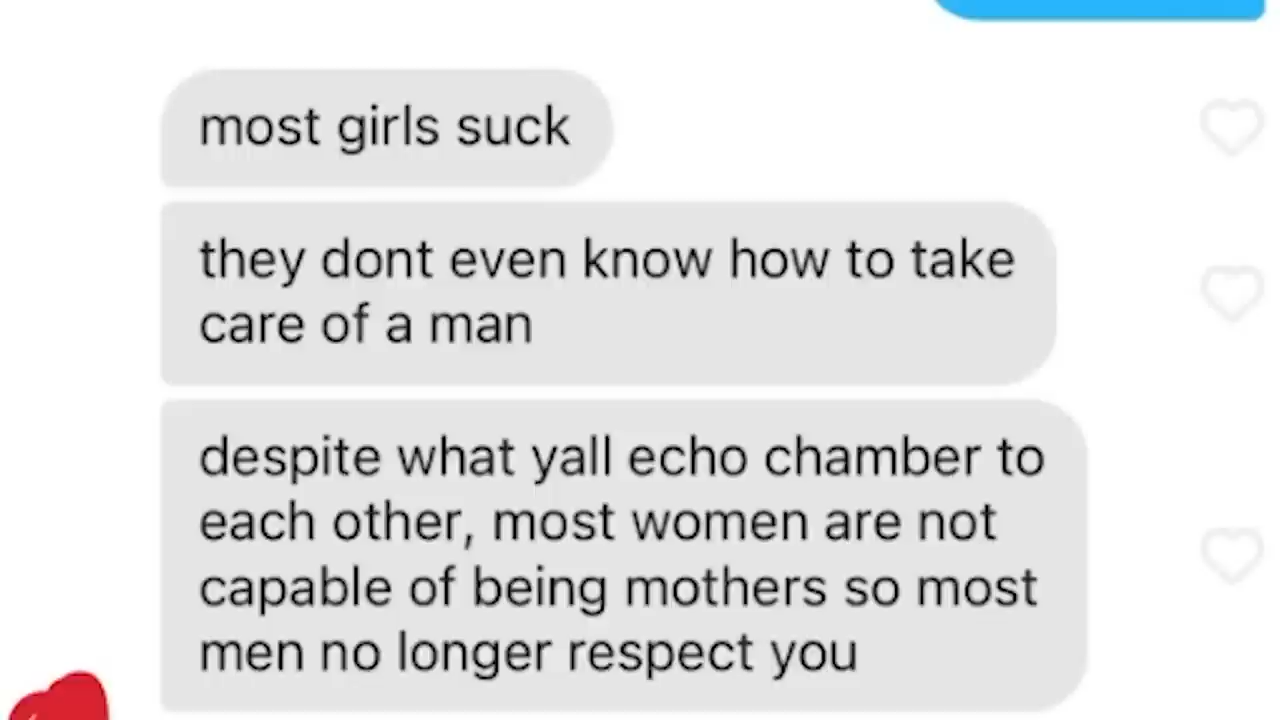 most girls suck
they dont even know how to take
care of a man
despite what yall echo chamber to
each other, most women are not
capable of being mothers so most
men no longer respect you